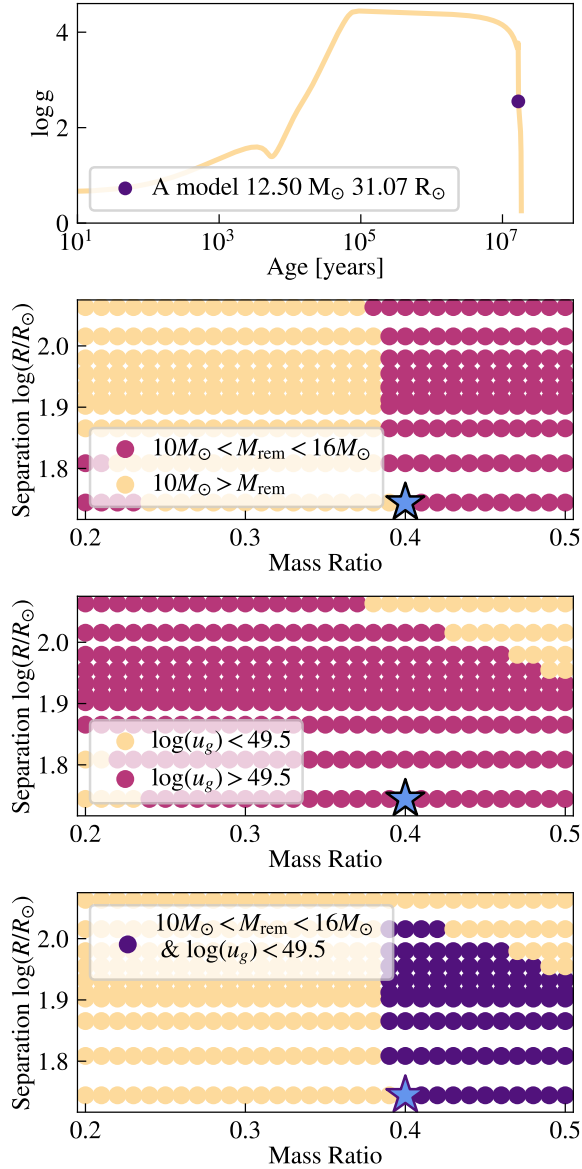 4
2
0
log g
A model 12.50 M⊙ 31.07 R⊙
10¹ 10³ 10⁵ 10⁷
Age [years]
2.0
1.9
1.8
Separation log(R/R⊙)
10M⊙ < M_rem < 16M⊙
10M⊙ > M_rem
0.2 0.3 0.4 0.5
Mass Ratio
2.0
1.9
1.8
Separation log(R/R⊙)
log(u_g) < 49.5
log(u_g) > 49.5
0.2 0.3 0.4 0.5
Mass Ratio
2.0
1.9
1.8
Separation log(R/R⊙)
10M⊙ < M_rem < 16M⊙
& log(u_g) < 49.5
0.2 0.3 0.4 0.5
Mass Ratio